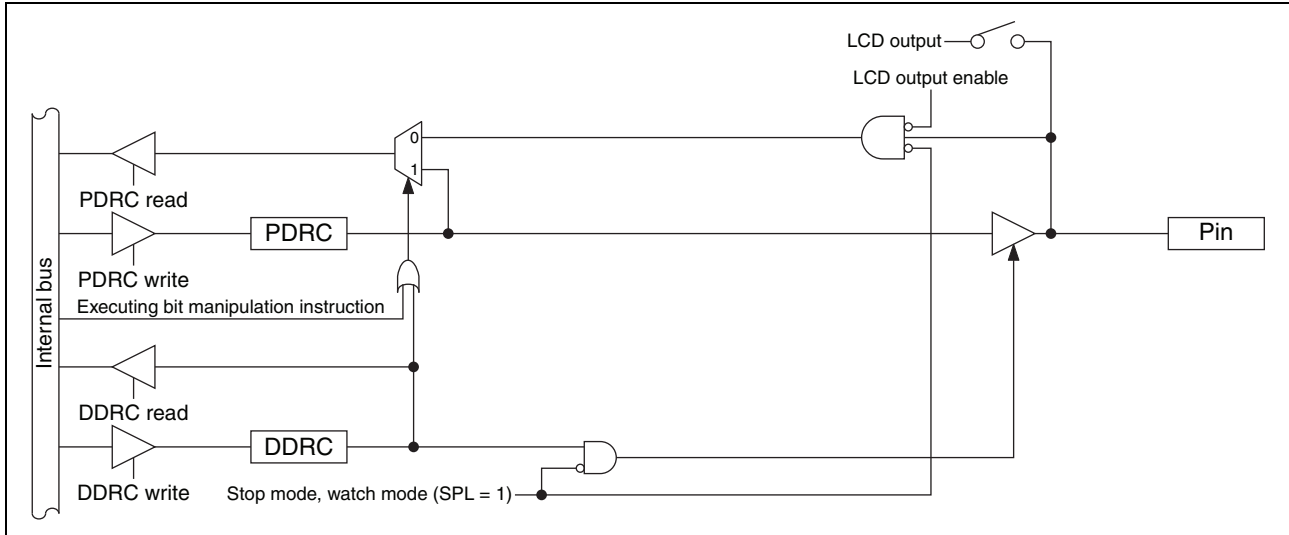 LCD output
LCD output enable
0
1
PDRC read
PDRC
Pin
PDRC write
Executing bit manipulation instruction
Internal bus
DDRC read
DDRC
DDRC write
Stop mode, watch mode (SPL = 1)